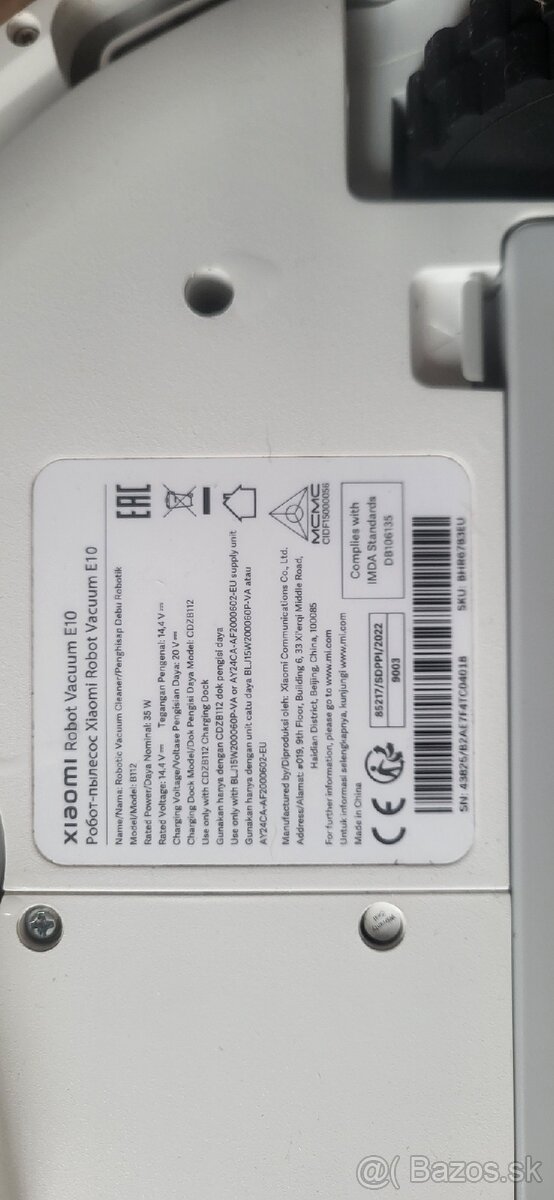 xiaomi Robot Vacuum E10
Робот-пылесос Xiaomi Robot Vacuum E10
Name/Nama: Robotic Vacuum Cleaner/Penghisap Debu Robotik
Model/Model: B112
Rated Power/Daya Nominal: 35 W
Rated Voltage: 14,4 V⎓ Tegangan Pengenal: 14,4 V⎓
Charging Voltage/Voltase Pengisian Daya: 20 V⎓
Charging Dock Model/Dok Pengisi Daya Model: CDZB112
Use only with CDZB112 Charging Dock
Gunakan hanya dengan CDZB112 dok pengisi daya
Use only with BLJ15W200060P-VA or AY24CA-AF2000602-EU supply unit
Gunakan hanya dengan unit catu daya BLJ15W200060P-VA atau
AY24CA-AF2000602-EU
Manufactured by/Diproduksi oleh: Xiaomi Communications Co., Ltd.
Address/Alamat: #019, 9th Floor, Building 6, 33 Xi'erqi Middle Road,
Haidian District, Beijing, China, 100085
For further information, please go to www.mi.com
Untuk informasi selengkapnya, kunjungi www.mi.com
Made in China
EAC
MCMC
CIDF15000056
CE
85217/SDPPI/2022
9003
Complies with
IMDA Standards
DB106135
SN: 43825/B2AE7F4TC04018
SKU: BHR6783EU
Warranty
Seal
@( Bazos.sk